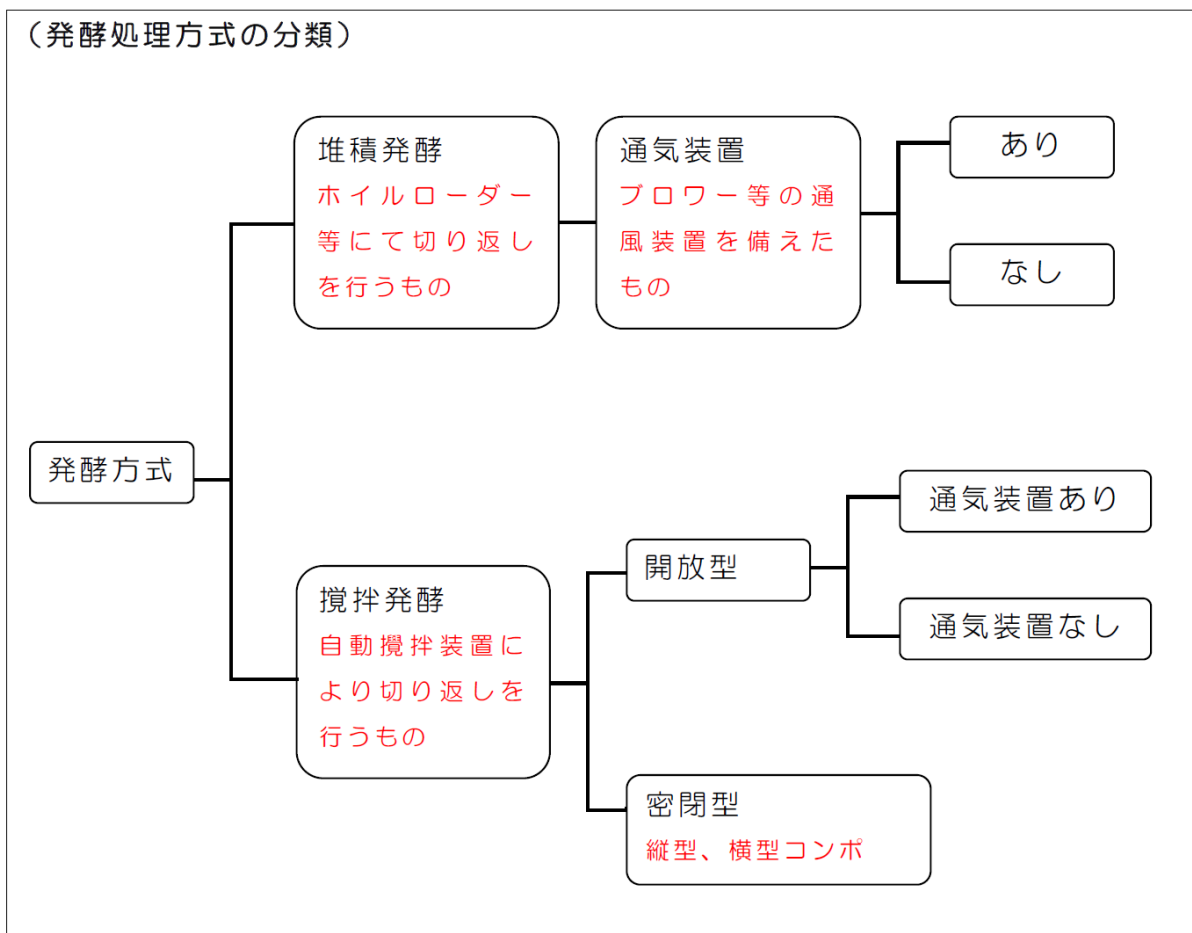 （発酵処理方式の分類）
堆積発酵
ホイルローダー
等にて切り返し
を行うもの
通気装置
ブロワー等の通
風装置を備えた
もの
あり
なし
発酵方式
攪拌発酵
自動攪拌装置に
より切り返しを
行うもの
開放型
通気装置あり
通気装置なし
密閉型
縦型、横型コンポ